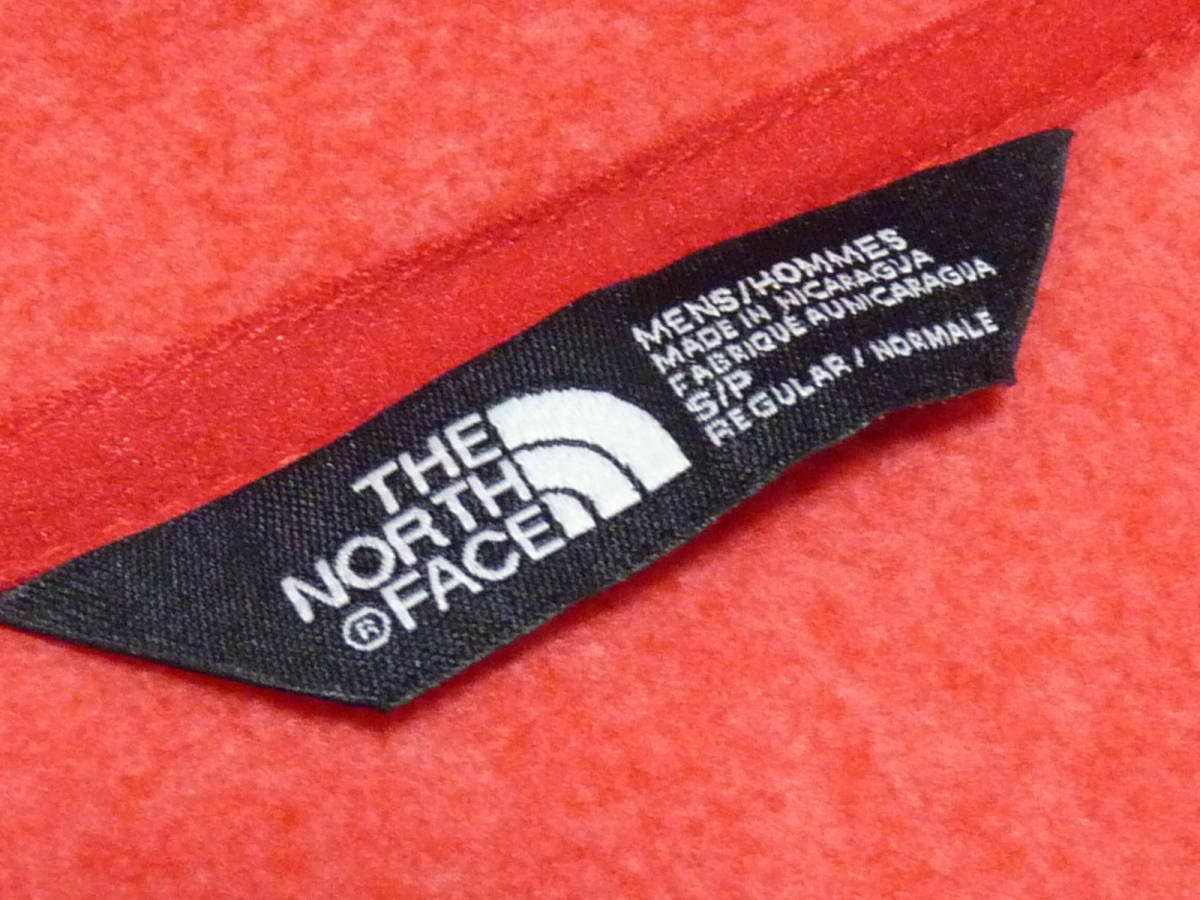 THE
NORTH
®FACE
MENS/HOMMES
MADE IN NICARAGUA
FABRIQUÉ AU NICARAGUA
S/P
REGULAR / NORMALE